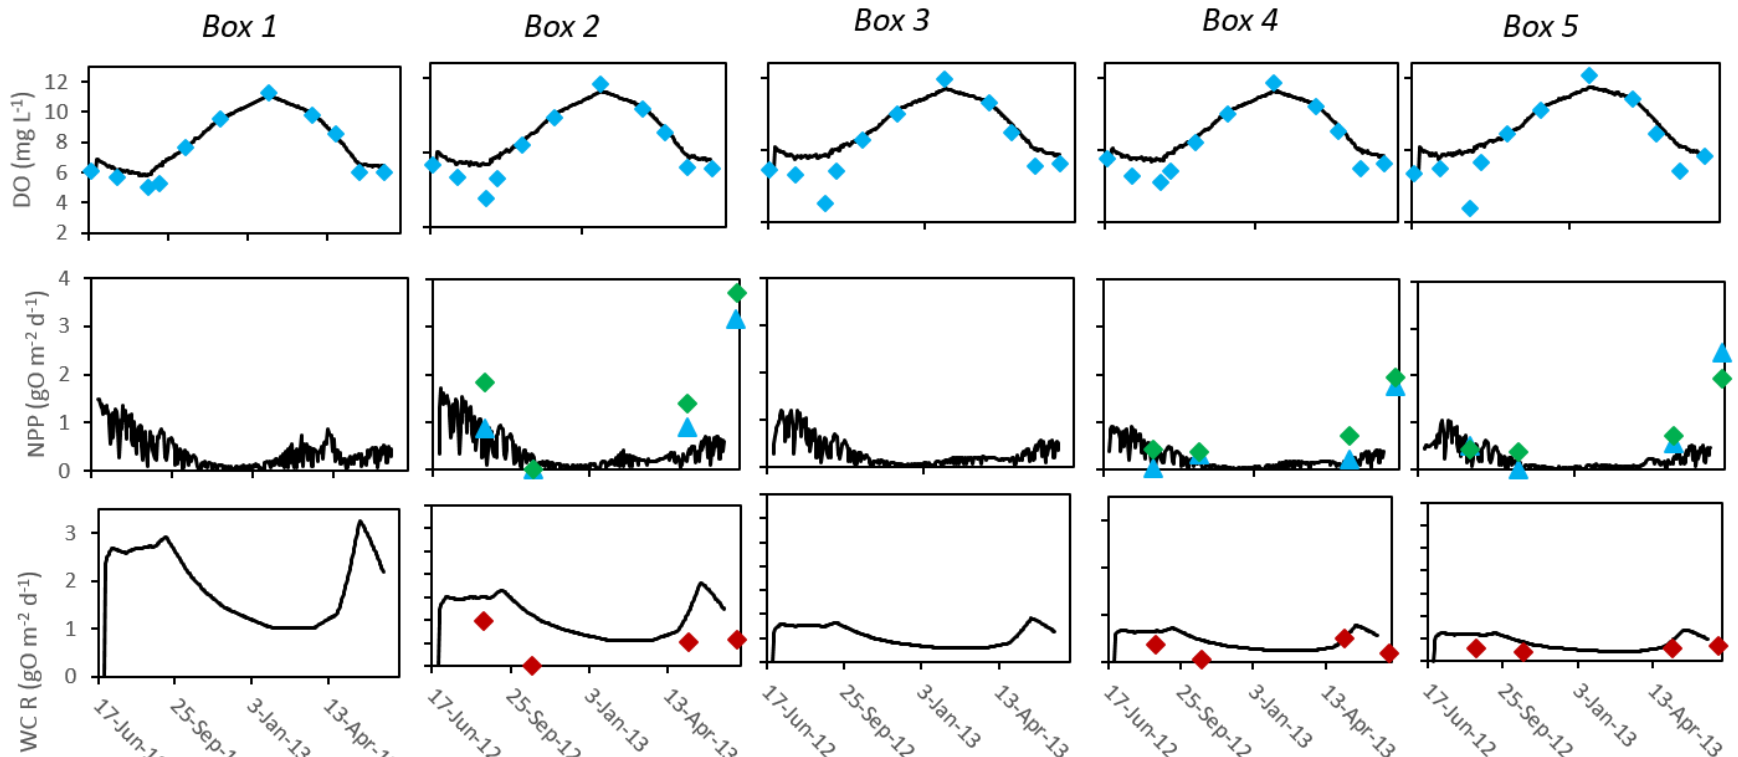 Box 1
Box 2
Box 3
Box 4
Box 5
DO (mg L⁻¹)
12
10
8
6
4
2
NPP (gO m⁻² d⁻¹)
4
3
2
1
0
WC R (gO m⁻² d⁻¹)
3
2
1
0
17-Jun-1
25-Sep-1
3-Jan-13
13-Apr-1
17-Jun-12
25-Sep-12
3-Jan-13
13-Apr-13
17-Jun-12
25-Sep-12
3-Jan-13
13-Apr-13
17-Jun-12
25-Sep-12
3-Jan-13
13-Apr-13
17-Jun-12
25-Sep-12
3-Jan-13
13-Apr-13